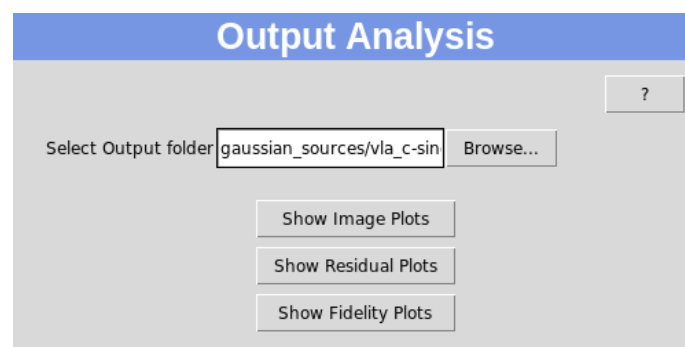 Output Analysis
?
Select Output folder gaussian_sources/vla_c-sin Browse...
Show Image Plots
Show Residual Plots
Show Fidelity Plots